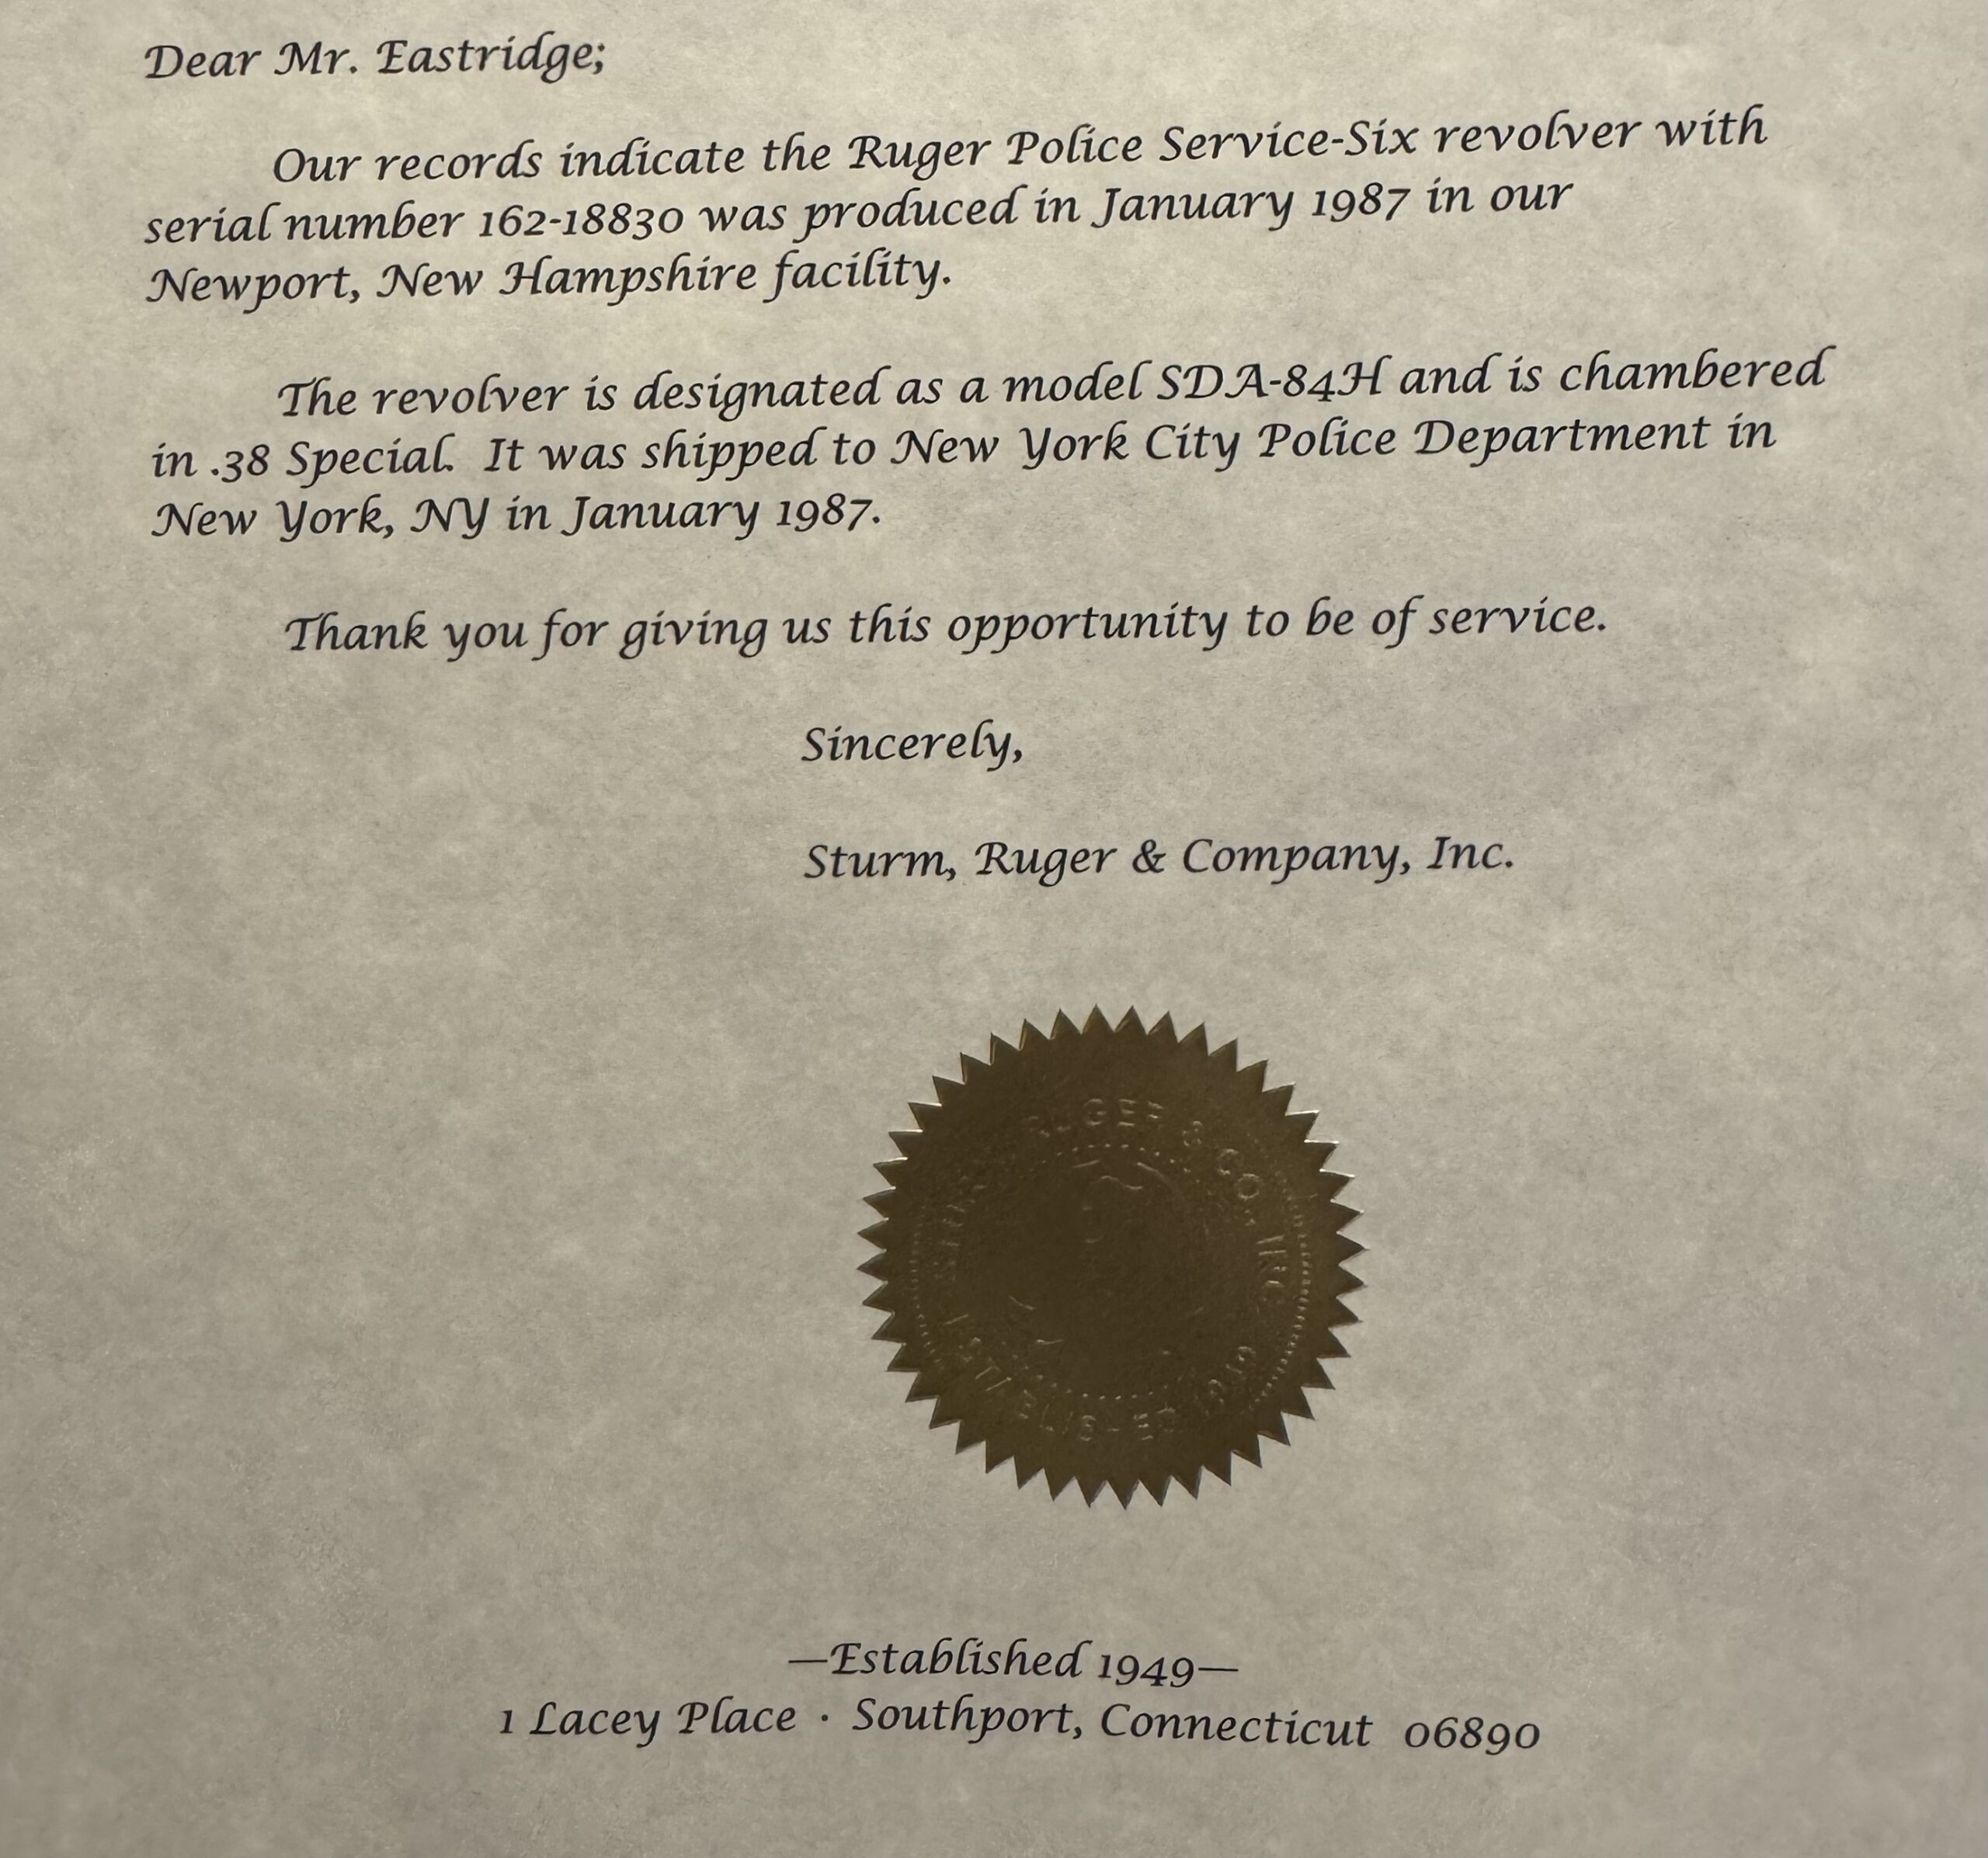 Dear Mr. Eastridge;
Our records indicate the Ruger Police Service-Six revolver with
serial number 162-18830 was produced in January 1987 in our
Newport, New Hampshire facility.
The revolver is designated as a model SDA-84H and is chambered
in .38 Special. It was shipped to New York City Police Department in
New York, NY in January 1987.
Thank you for giving us this opportunity to be of service.
Sincerely,
Sturm, Ruger & Company, Inc.
RUGER & CO. INC.
—Established 1949—
1 Lacey Place · Southport, Connecticut 06890